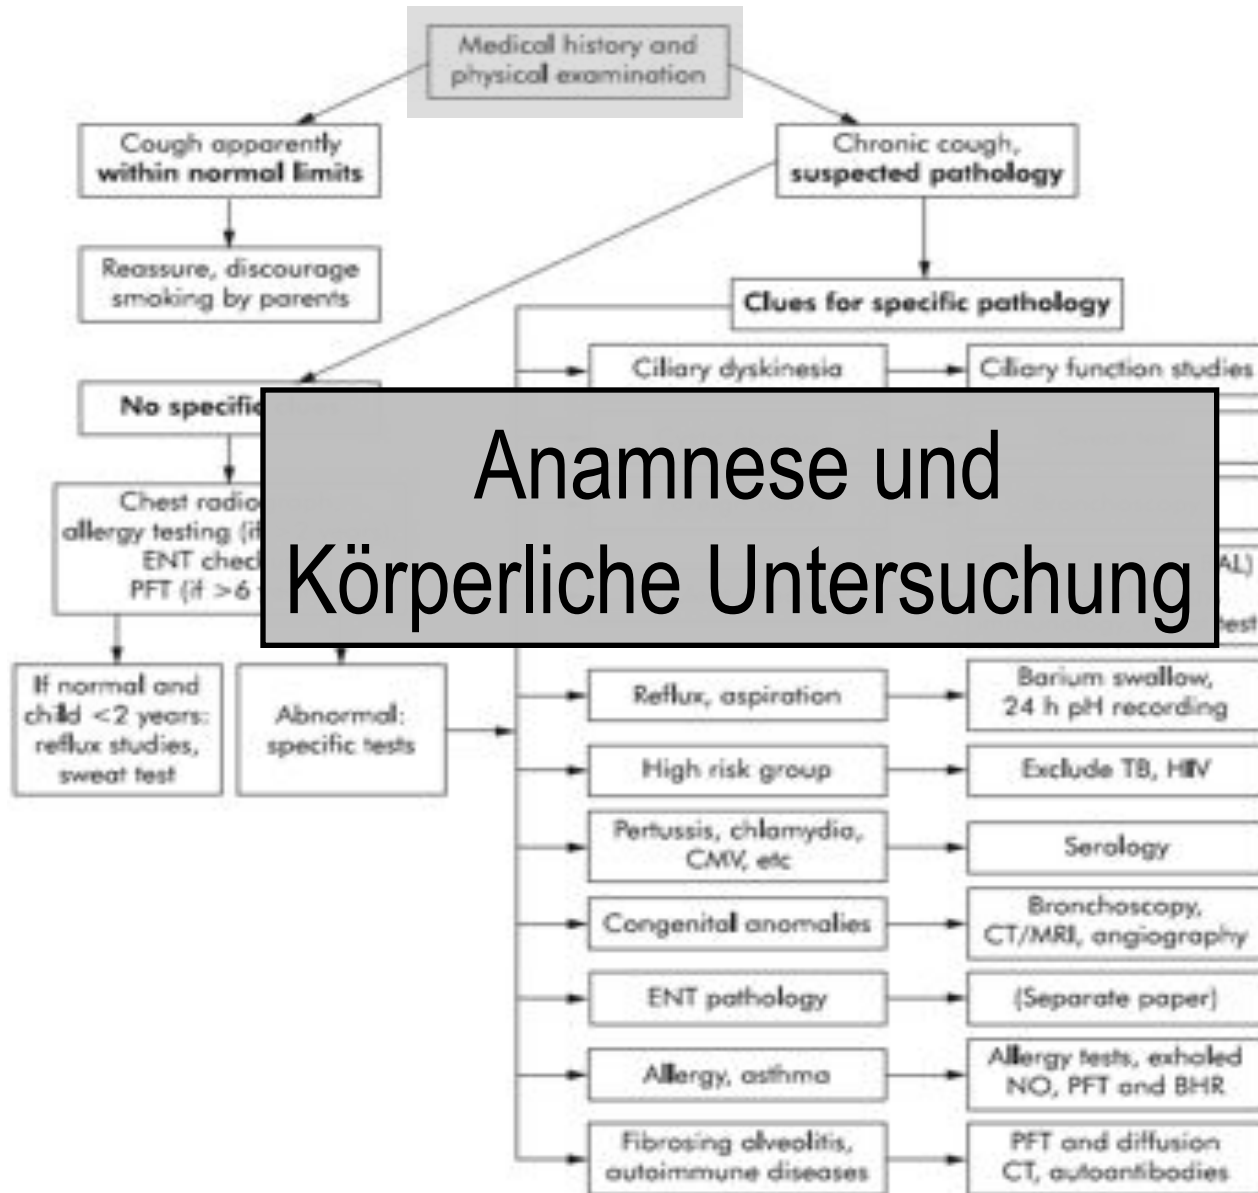 Medical history and
physical examination
Cough apparently
within normal limits
Chronic cough,
suspected pathology
Reassure, discourage
smoking by parents
Clues for specific pathology
Ciliary dyskinesia
Ciliary function studies
No specific
Anamnese und
Körperliche Untersuchung
Chest
allergy testing
ENT
PFT (if >6
AL)
test
If normal and
child <2 years:
reflux studies,
sweat test
Abnormal:
specific tests
Reflux, aspiration
Barium swallow,
24 h pH recording
High risk group
Exclude TB, HIV
Pertussis, chlamydia,
CMV, etc
Serology
Congenital anomalies
Bronchoscopy,
CT/MRI, angiography
ENT pathology
(Separate paper)
Allergy, asthma
Allergy tests, exhaled
NO, PFT and BHR
Fibrosing alveolitis,
autoimmune diseases
PFT and diffusion
CT, autoantibodies